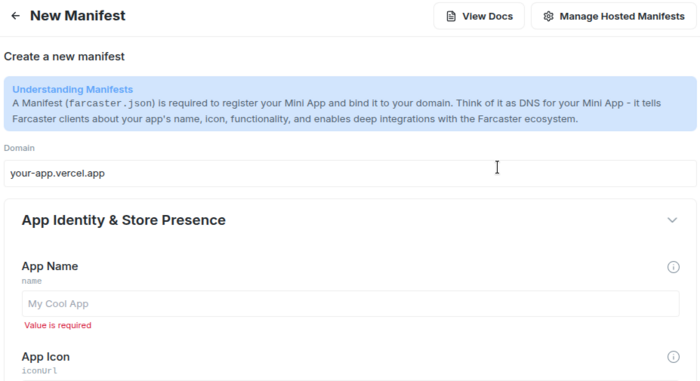 New Manifest
View Docs
Manage Hosted Manifests
Create a new manifest
Understanding Manifests
A Manifest (farcaster.json) is required to register your Mini App and bind it to your domain. Think of it as DNS for your Mini App - it tells
Farcaster clients about your app's name, icon, functionality, and enables deep integrations with the Farcaster ecosystem.
Domain
your-app.vercel.app
App Identity & Store Presence
App Name
name
My Cool App
Value is required
App Icon
iconUrl